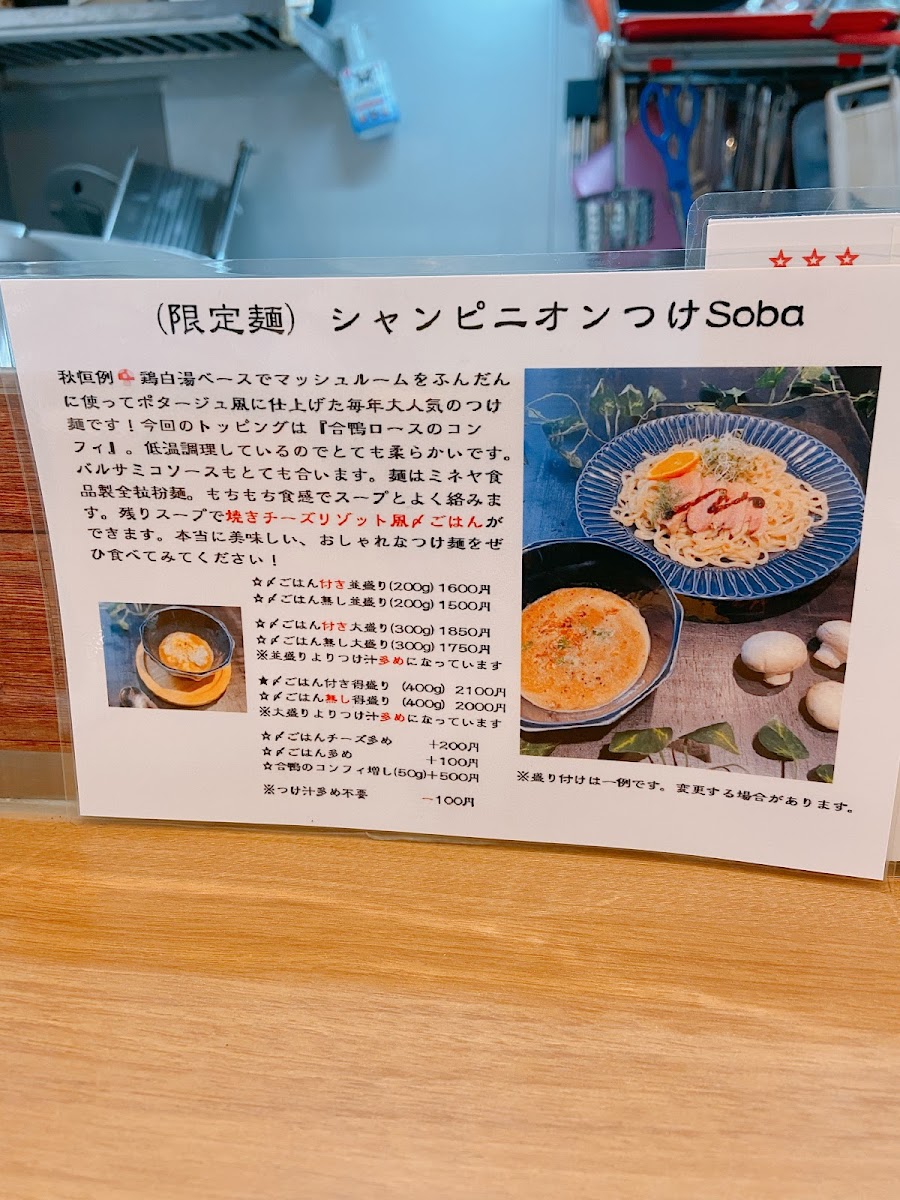 (限定麺) シャンピニオンつけSoba
秋恒例🍄鶏白湯ベースでマッシュルームをふんだん
に使ってポタージュ風に仕上げた毎年大人気のつけ
麺です！今回のトッピングは『合鴨ロースのコン
フィ』。低温調理しているのでとても柔らかいです。
バルサミコソースもとても合います。麺はミネヤ食
品製全粒粉麺。もちもち食感でスープとよく絡みま
す。残りスープで焼きチーズリゾット風〆ごはんが
できます。本当に美味しい、おしゃれなつけ麺をぜ
ひ食べてみてください！
☆〆ごはん付き並盛り(200g) 1600円
☆〆ごはん無し並盛り(200g) 1500円
☆〆ごはん付き大盛り(300g) 1850円
☆〆ごはん無し大盛り(300g) 1750円
※並盛りよりつけ汁多めになっています
★〆ごはん付き得盛り (400g) 2100円
☆〆ごはん無し得盛り (400g) 2000円
※大盛りよりつけ汁多めになっています
☆〆ごはんチーズ多め +200円
☆〆ごはん多め +100円
☆合鴨のコンフィ増し(50g)+500円
※つけ汁多め不要 −100円
※盛り付けは一例です。変更する場合があります。